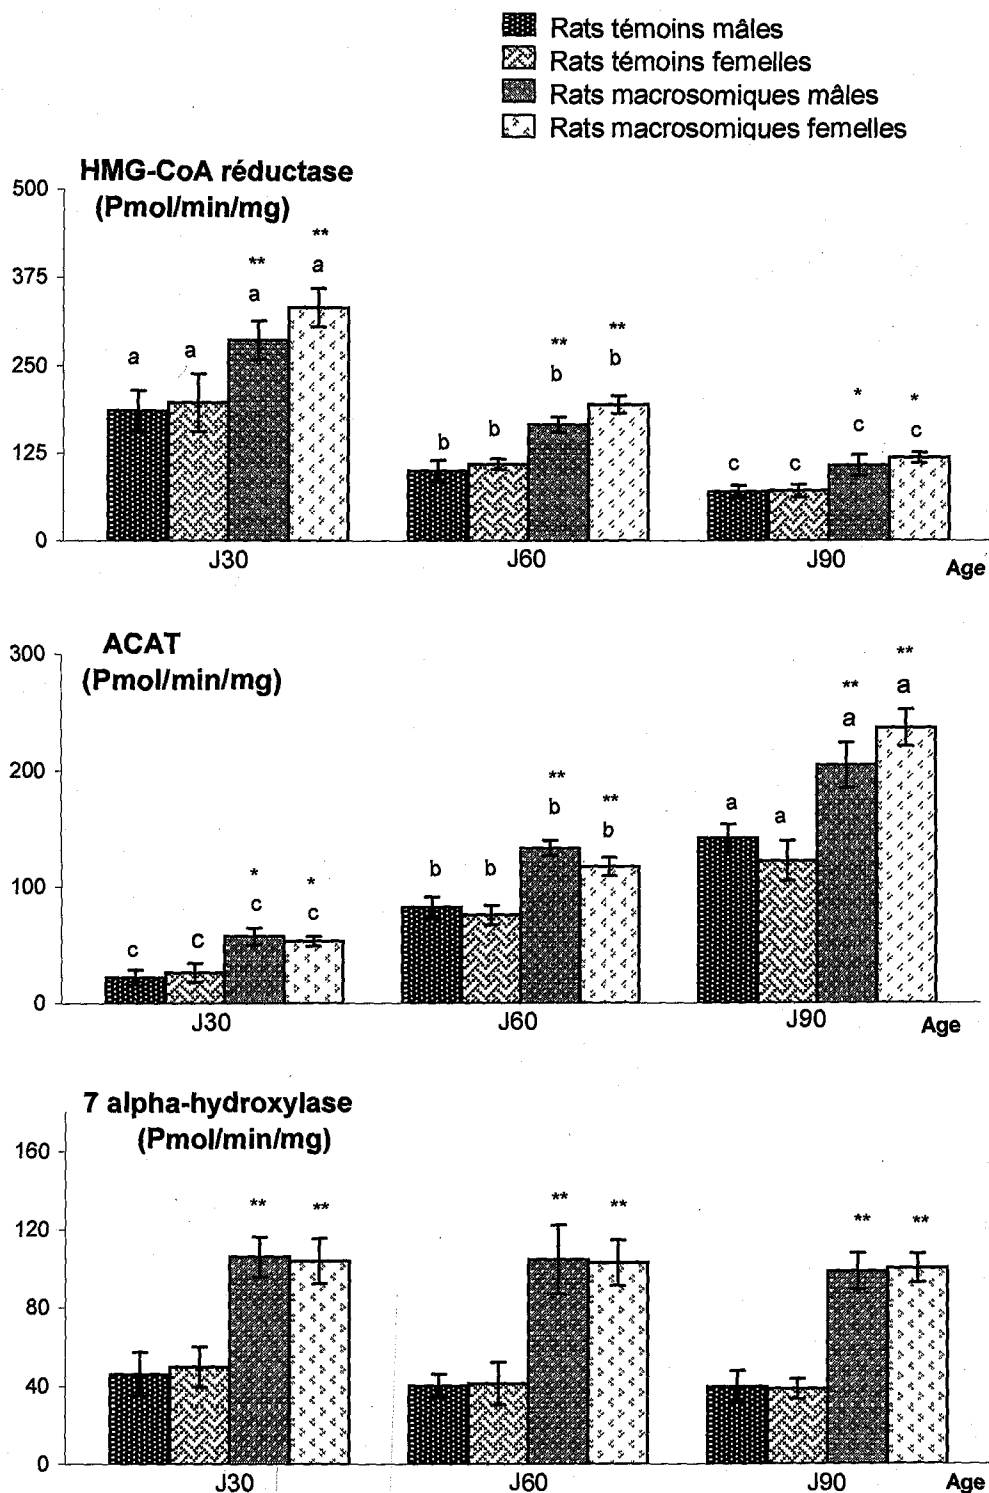 Rats témoins mâles
Rats témoins femelles
Rats macrosomiques mâles
Rats macrosomiques femelles
HMG-CoA réductase
(Pmol/min/mg)
500
375
250
125
0
a a ** a ** a
b b ** b ** b
c c * c * c
J30 J60 J90 Age
ACAT
(Pmol/min/mg)
300
200
100
0
c c * c * c
b b ** b ** b
a a ** a ** a
J30 J60 J90 Age
7 alpha-hydroxylase
(Pmol/min/mg)
160
120
80
40
0
** ** ** ** ** **
J30 J60 J90 Age